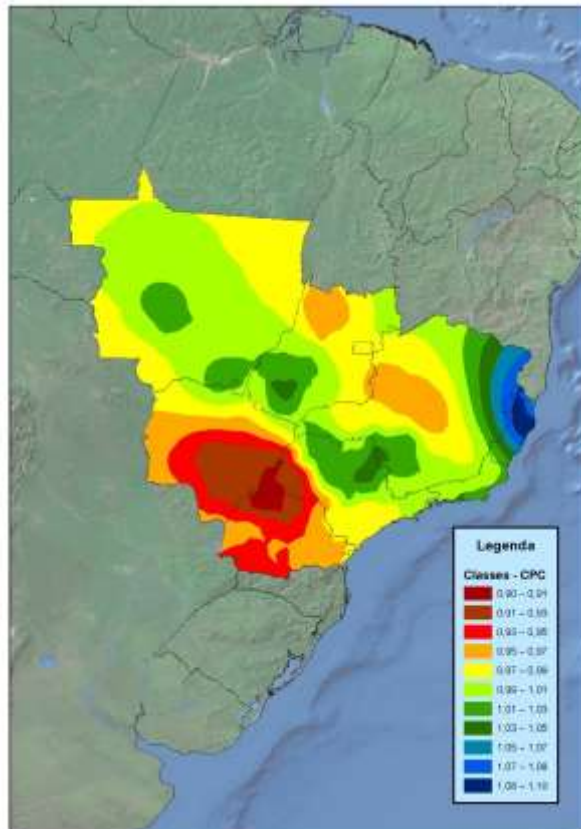 Legenda
Classes - CPC
0,90 – 0,91
0,91 – 0,93
0,93 – 0,95
0,95 – 0,97
0,97 – 0,99
0,99 – 1,01
1,01 – 1,03
1,03 – 1,05
1,05 – 1,07
1,07 – 1,08
1,08 – 1,10